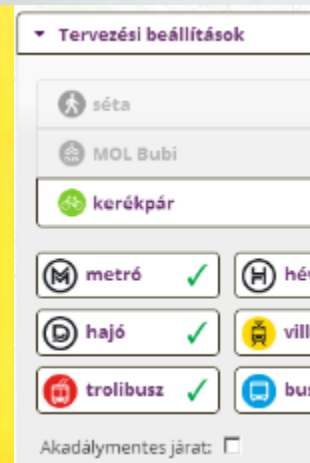 Tervezési beállítások
séta
MOL Bubi
kerékpár
M metró
H
D hajó
trolibusz
Akadálymentes járat: